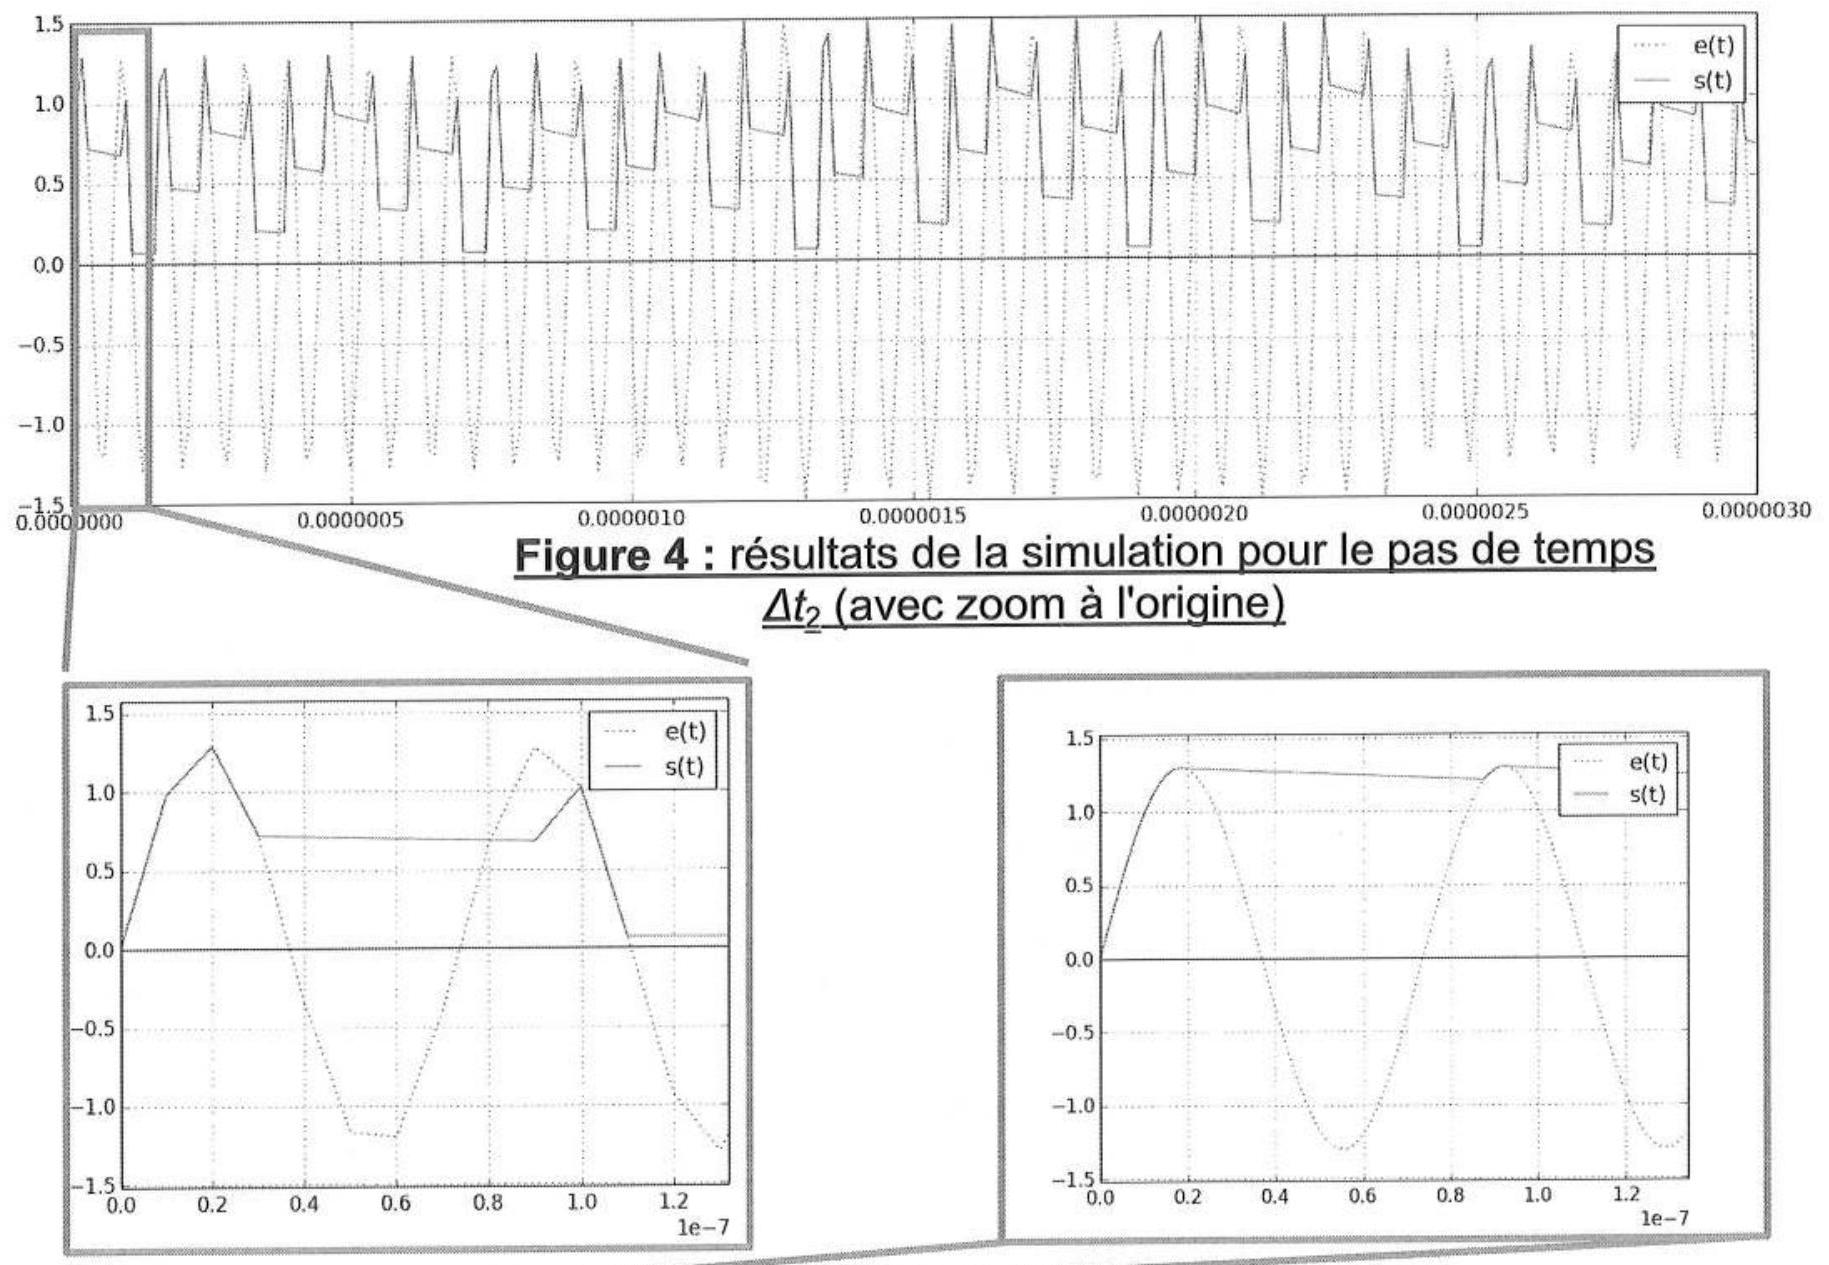 1.5
e(t)
s(t)
1.0
0.5
0.0
−0.5
−1.0
−1.5
0.0000000 0.0000005 0.0000010 0.0000015 0.0000020 0.0000025 0.0000030
Figure 4 : résultats de la simulation pour le pas de temps
Δt2 (avec zoom à l'origine)
1.5
e(t)
s(t)
1.0
0.5
0.0
−0.5
−1.0
−1.5
0.0 0.2 0.4 0.6 0.8 1.0 1.2
1e−7
1.5
e(t)
s(t)
1.0
0.5
0.0
−0.5
−1.0
−1.5
0.0 0.2 0.4 0.6 0.8 1.0 1.2
1e−7